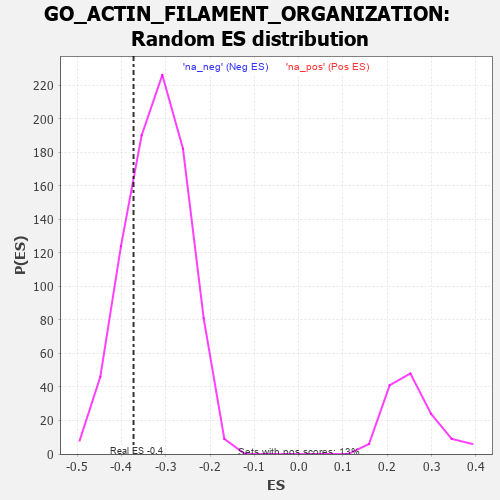 GO_ACTIN_FILAMENT_ORGANIZATION:
Random ES distribution
'na_neg' (Neg ES) 'na_pos' (Pos ES)
P(ES)
220
200
180
160
140
120
100
80
60
40
20
0
Real ES -0.4
Sets with pos scores: 13%
-0.5 -0.4 -0.3 -0.2 -0.1 0.0 0.1 0.2 0.3 0.4
ES